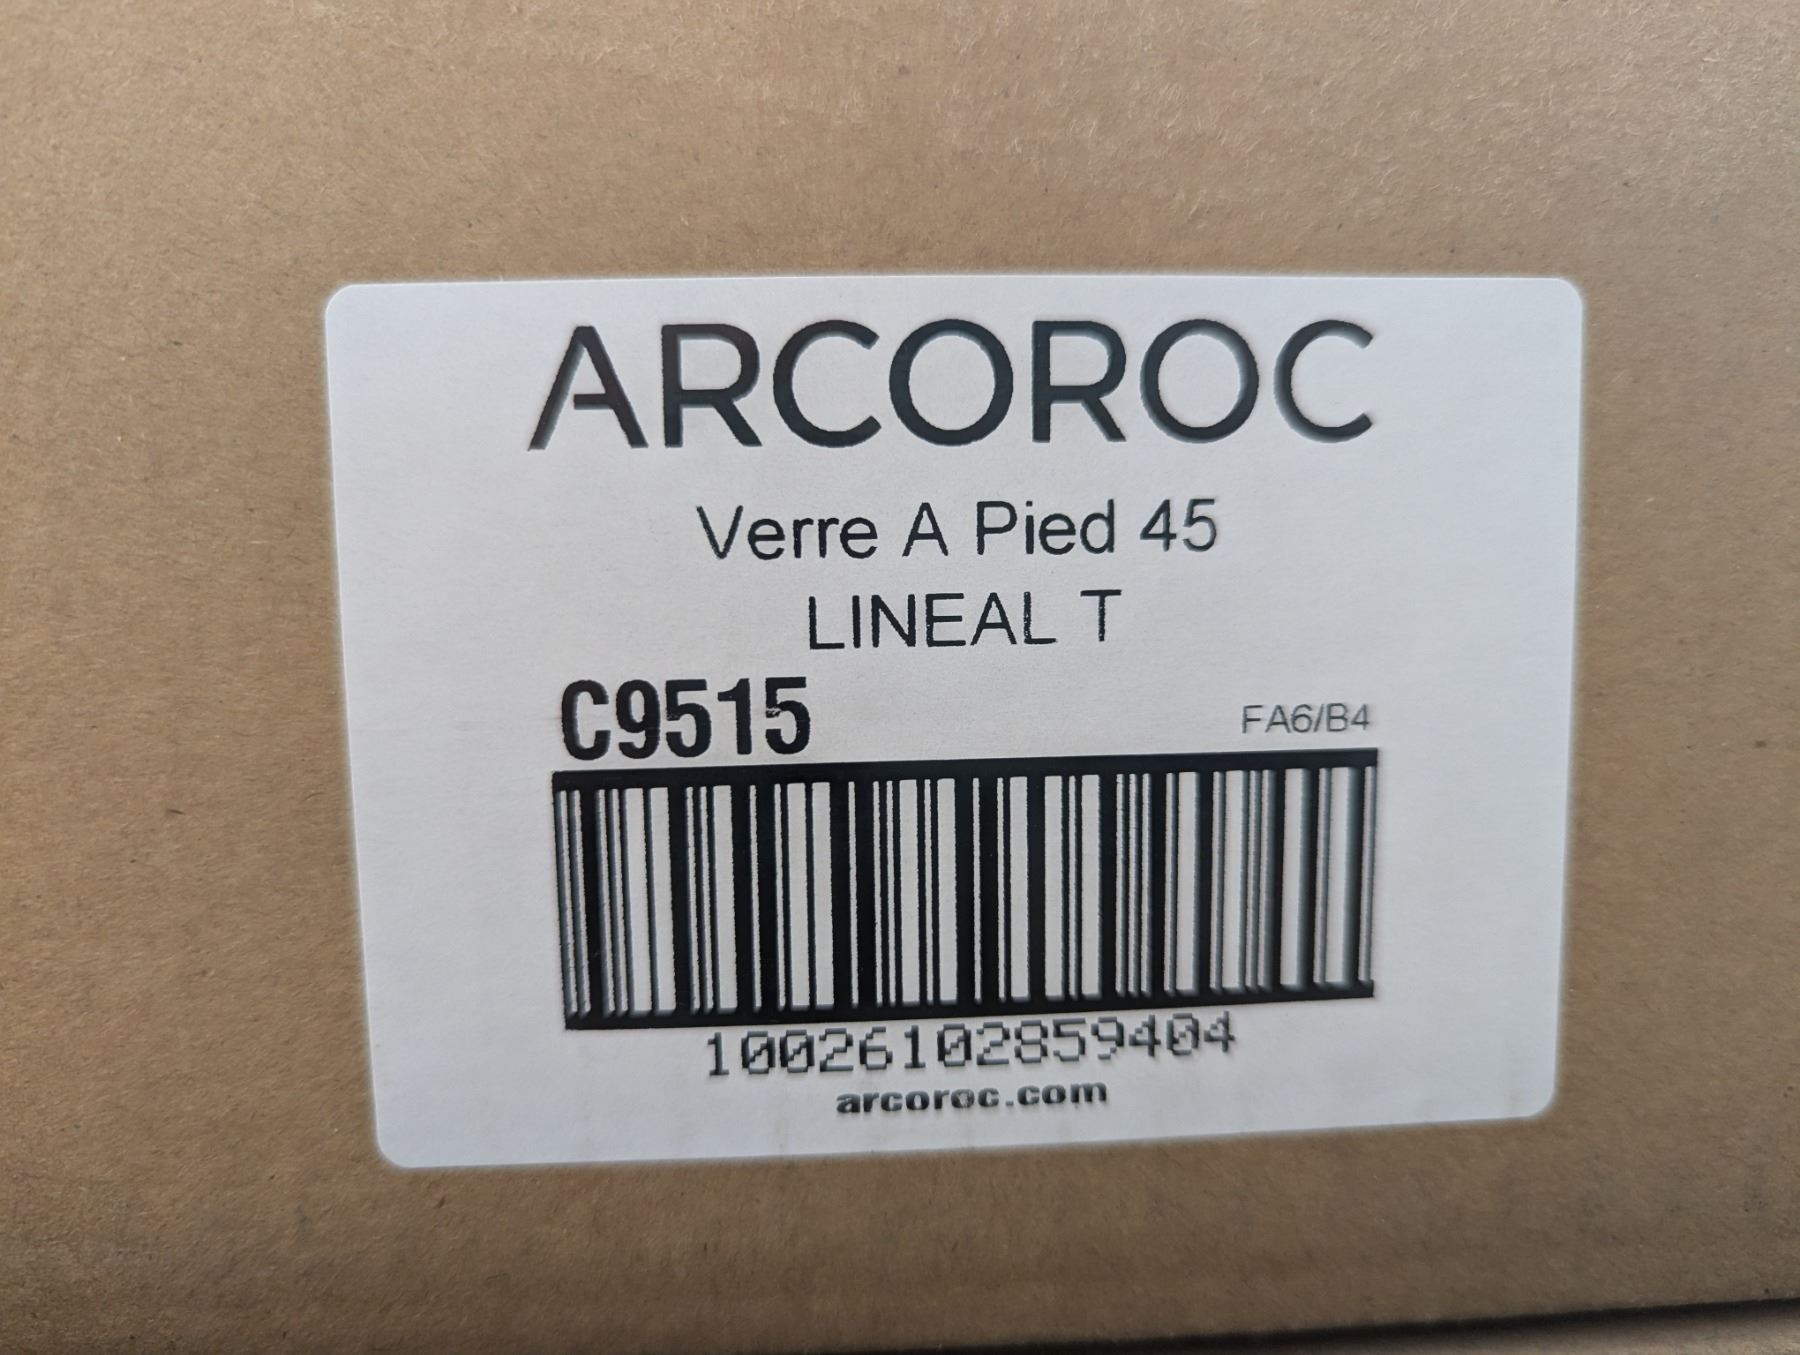 ARCOROC
Verre A Pied 45
LINEAL T
C9515
FA6/B4
10026102859404
arcoroc.com